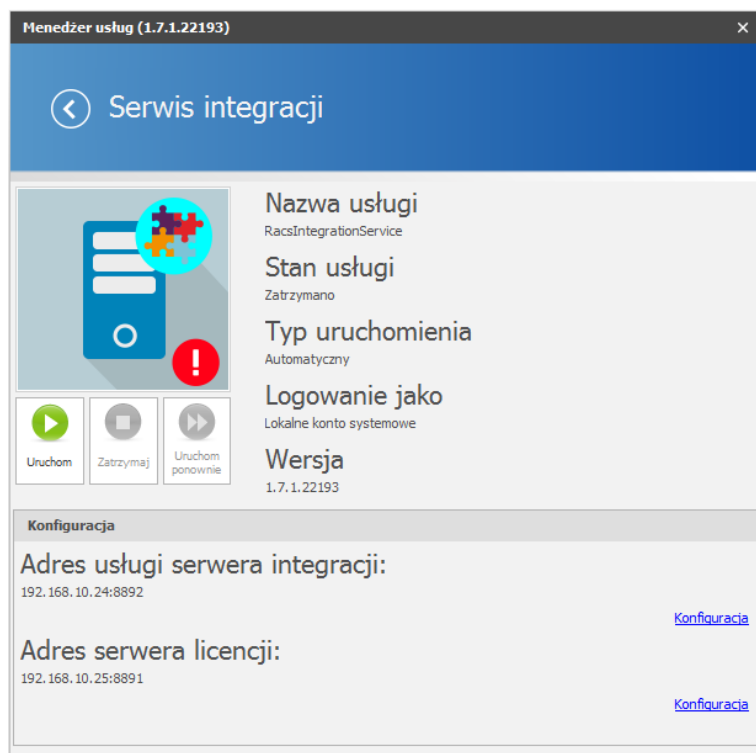 Menedżer usług (1.7.1.22193)
Serwis integracji
Nazwa usługi
RacsIntegrationService
Stan usługi
Zatrzymano
Typ uruchomienia
Automatyczny
Logowanie jako
Lokalne konto systemowe
Wersja
1.7.1.22193
Uruchom
Zatrzymaj
Uruchom
ponownie
Konfiguracja
Adres usługi serwera integracji:
192.168.10.24:8892
Konfiguracja
Adres serwera licencji:
192.168.10.25:8891
Konfiguracja